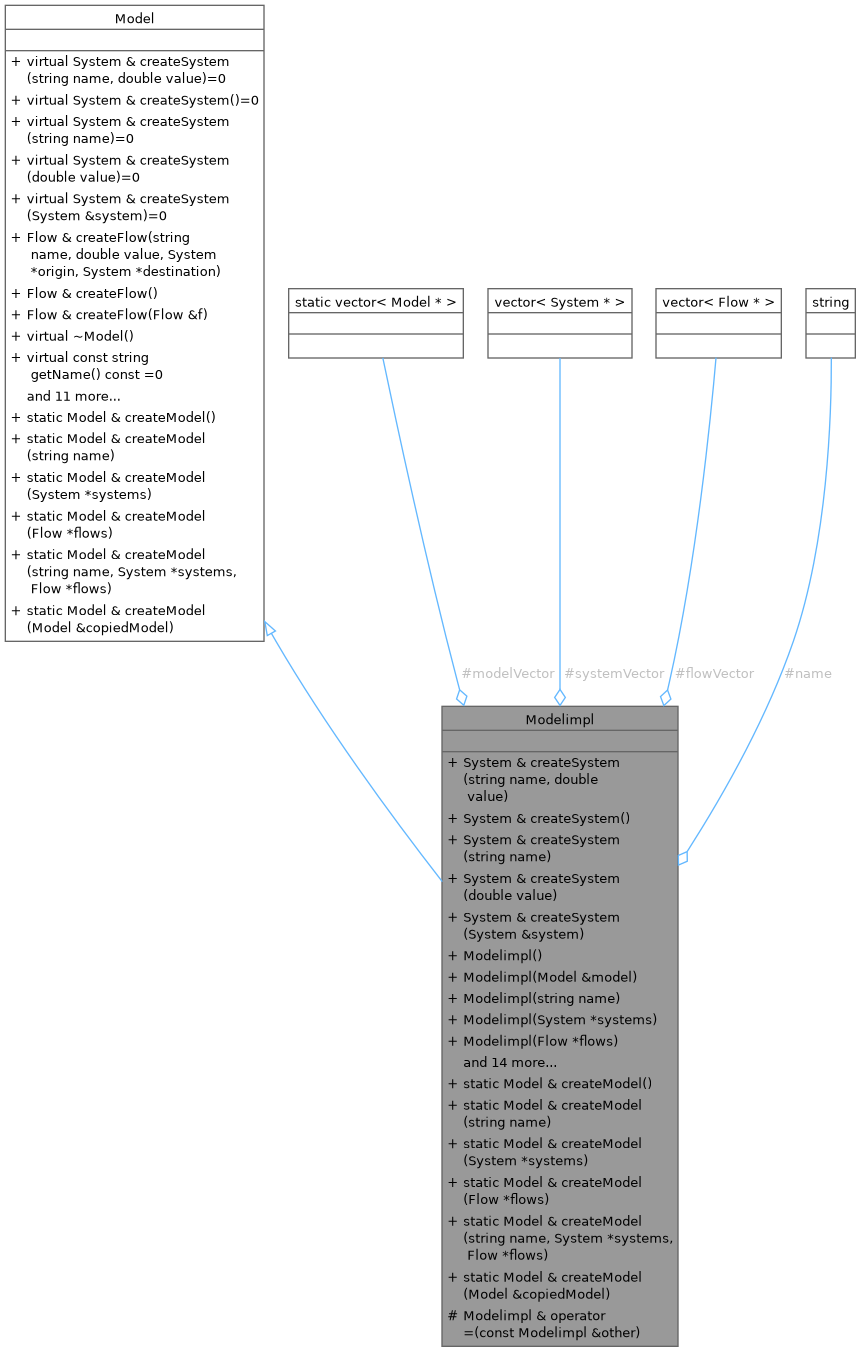 Model
+ virtual System & createSystem
(string name, double value)=0
+ virtual System & createSystem()=0
+ virtual System & createSystem
(string name)=0
+ virtual System & createSystem
(double value)=0
+ virtual System & createSystem
(System &system)=0
+ Flow & createFlow(string
name, double value, System
*origin, System *destination)
+ Flow & createFlow()
+ Flow & createFlow(Flow &f)
+ virtual ~Model()
+ virtual const string
getName() const =0
and 11 more...
+ static Model & createModel()
+ static Model & createModel
(string name)
+ static Model & createModel
(System *systems)
+ static Model & createModel
(Flow *flows)
+ static Model & createModel
(string name, System *systems,
Flow *flows)
+ static Model & createModel
(Model &copiedModel)
static vector< Model * >
vector< System * >
vector< Flow * >
string
#modelVector
#systemVector
#flowVector
#name
Modelimpl
+ System & createSystem
(string name, double
value)
+ System & createSystem()
+ System & createSystem
(string name)
+ System & createSystem
(double value)
+ System & createSystem
(System &system)
+ Modelimpl()
+ Modelimpl(Model &model)
+ Modelimpl(string name)
+ Modelimpl(System *systems)
+ Modelimpl(Flow *flows)
and 14 more...
+ static Model & createModel()
+ static Model & createModel
(string name)
+ static Model & createModel
(System *systems)
+ static Model & createModel
(Flow *flows)
+ static Model & createModel
(string name, System *systems,
Flow *flows)
+ static Model & createModel
(Model &copiedModel)
# Modelimpl & operator
=(const Modelimpl &other)